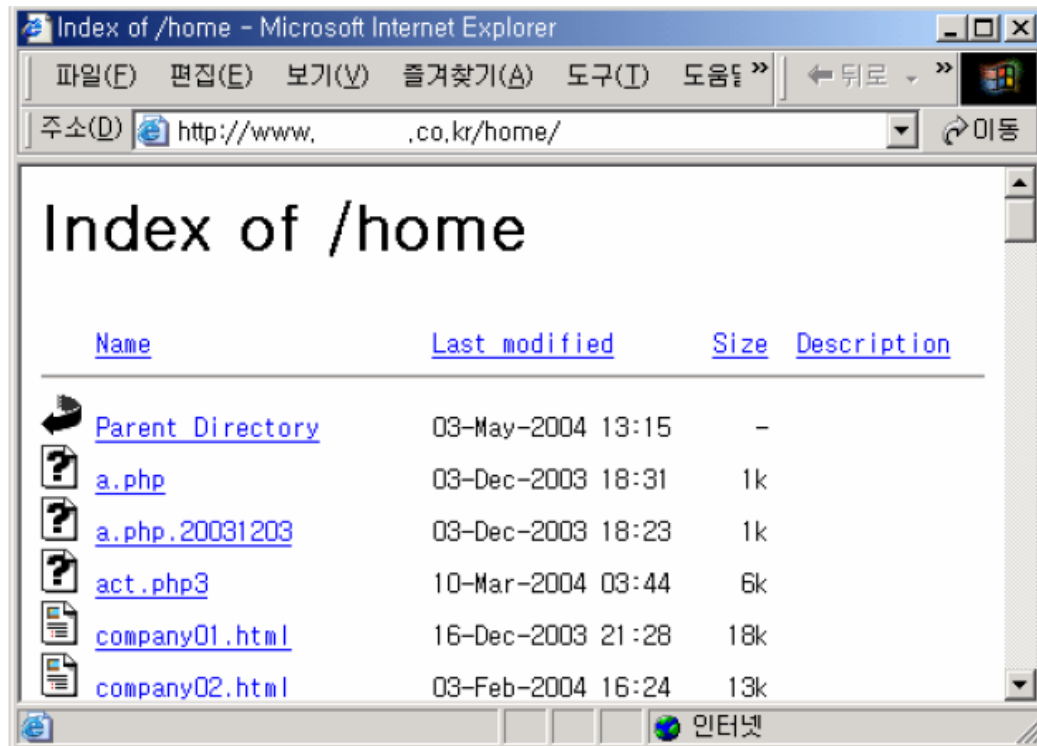 Index of /home - Microsoft Internet Explorer
파일(F) 편집(E) 보기(V) 즐겨찾기(A) 도구(T) » 뒤로 »
주소(D) http://www. .co.kr/home/ 이동
Index of /home
Name Last modified Size Description
Parent Directory 03-May-2004 13:15 -
a.php 03-Dec-2003 18:31 1k
a.php.20031203 03-Dec-2003 18:23 1k
act.php3 10-Mar-2004 03:44 6k
company01.html 16-Dec-2003 21:28 18k
company02.html 03-Feb-2004 16:24 13k
인터넷